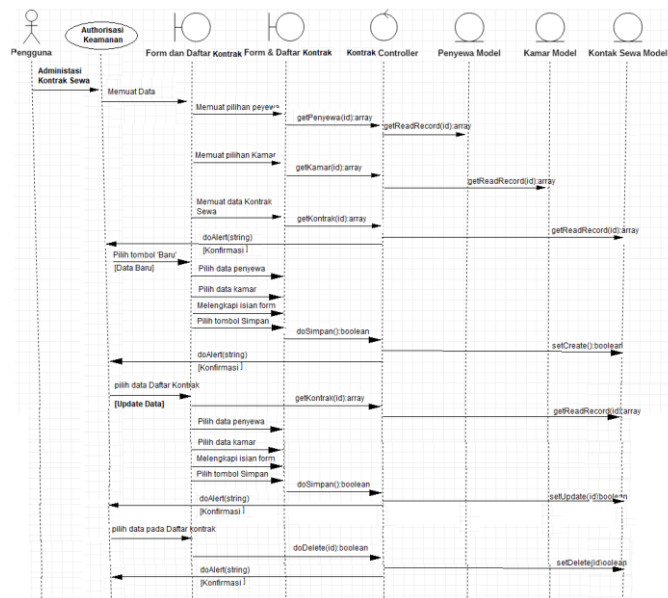 Authorisasi
Keamanan
Pengguna
Form dan Daftar Kontrak
Form & Daftar Kontrak
Kontrak Controller
Penyewa Model
Kamar Model
Kontak Sewa Model
Administasi
Kontrak Sewa
Memuat Data
Memuat pilihan peyewa
getPenyewa(id):array
getReadRecord(id):array
Memuat pilihan Kamar
getKamar(id):array
getReadRecord(id):array
Memuat data Kontrak
Sewa
getKontrak(id):array
getReadRecord(id):array
doAlert(string)
[Konfirmasi ]
Pilih tombol 'Baru'
[Data Baru]
Pilih data penyewa
Pilih data kamar
Melengkapi isian form
Pilih tombol Simpan
doSimpan():boolean
setCreate():boolean
doAlert(string)
[Konfirmasi ]
pilih data Daftar Kontrak
[Update Data]
getKontrak(id):array
getReadRecord(id):array
Pilih data penyewa
Pilih data kamar
Melengkapi isian form
Pilih tombol Simpan
doSimpan():boolean
setUpdate(id)boolean
doAlert(string)
[Konfirmasi ]
pilih data pada Daftar kontrak
doDelete(id):boolean
setDelete(id)oolean
doAlert(string)
[Konfirmasi ]